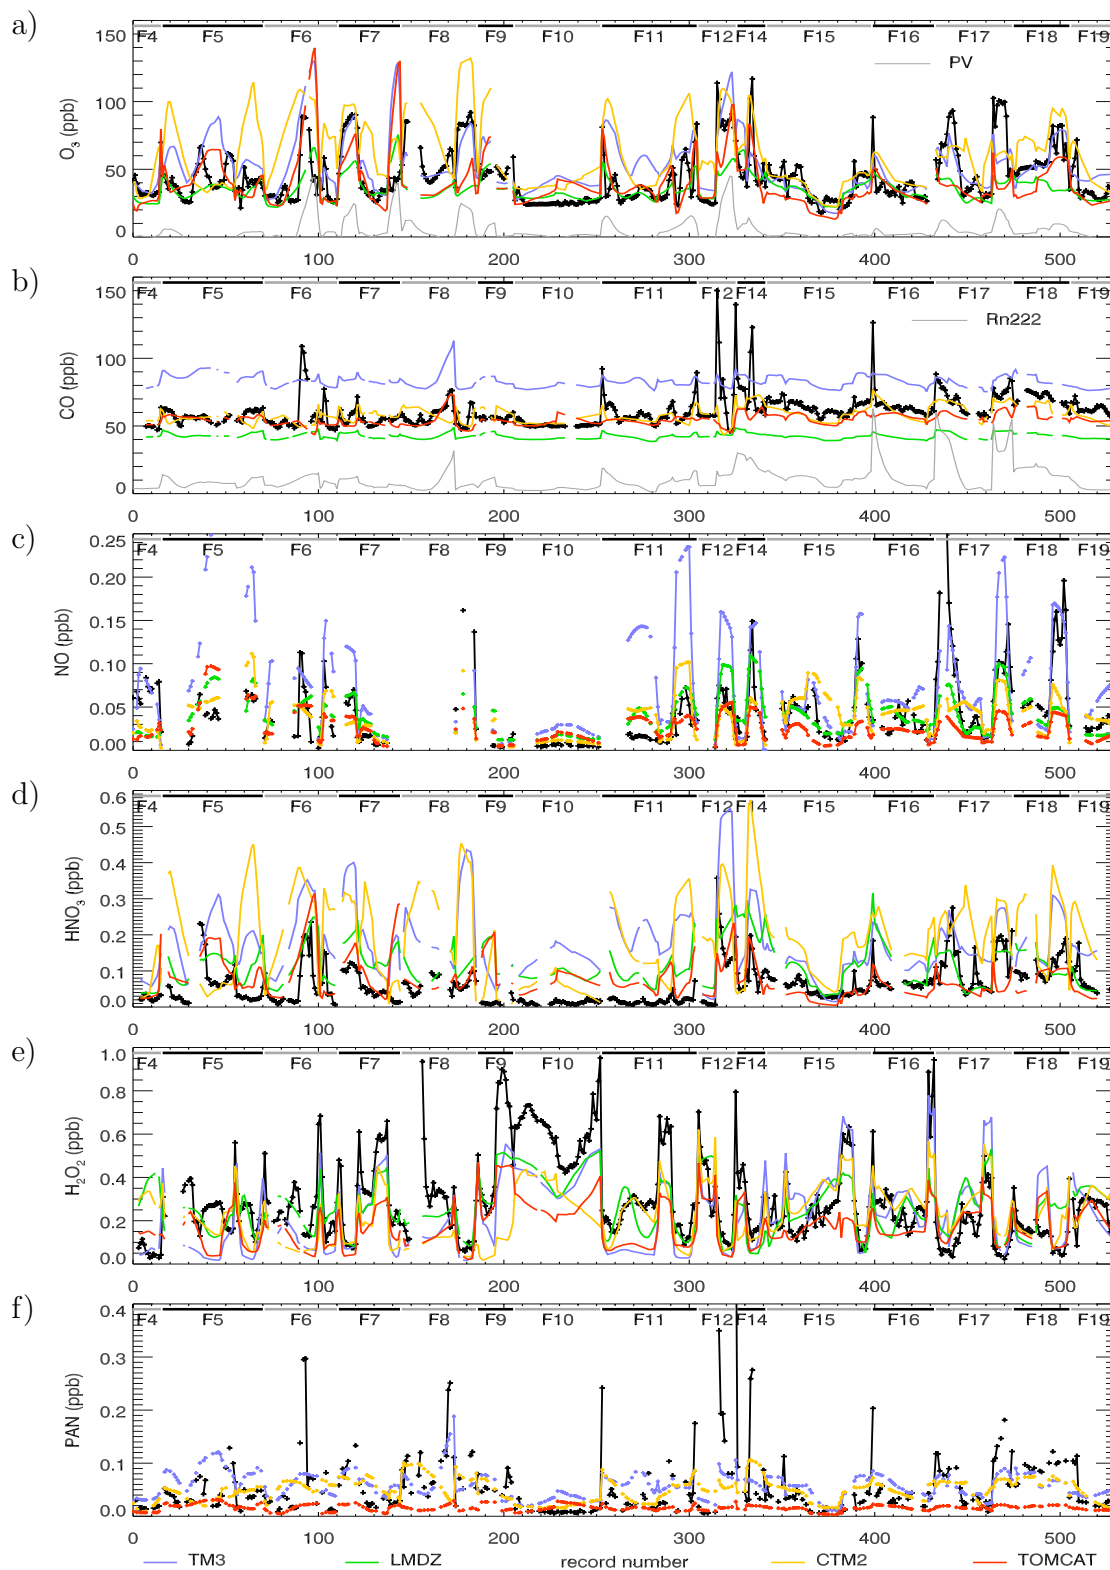 a)
150
100
50
0
O3 (ppb)
F4 F5 F6 F7 F8 F9 F10 F11 F12 F14 F15 F16 F17 F18 F19
PV
0 100 200 300 400 500
b)
150
100
50
0
CO (ppb)
F4 F5 F6 F7 F8 F9 F10 F11 F12 F14 F15 F16 F17 F18 F19
Rn222
0 100 200 300 400 500
c)
0.25
0.20
0.15
0.10
0.05
0.00
NO (ppb)
F4 F5 F6 F7 F8 F9 F10 F11 F12 F14 F15 F16 F17 F18 F19
0 100 200 300 400 500
d)
0.6
0.5
0.4
0.3
0.2
0.1
0.0
HNO3 (ppb)
F4 F5 F6 F7 F8 F9 F10 F11 F12 F14 F15 F16 F17 F18 F19
0 100 200 300 400 500
e)
1.0
0.8
0.6
0.4
0.2
0.0
H2O2 (ppb)
F4 F5 F6 F7 F8 F9 F10 F11 F12 F14 F15 F16 F17 F18 F19
0 100 200 300 400 500
f)
0.4
0.3
0.2
0.1
0.0
PAN (ppb)
F4 F5 F6 F7 F8 F9 F10 F11 F12 F14 F15 F16 F17 F18 F19
0 100 200 300 400 500
TM3 LMDZ record number CTM2 TOMCAT